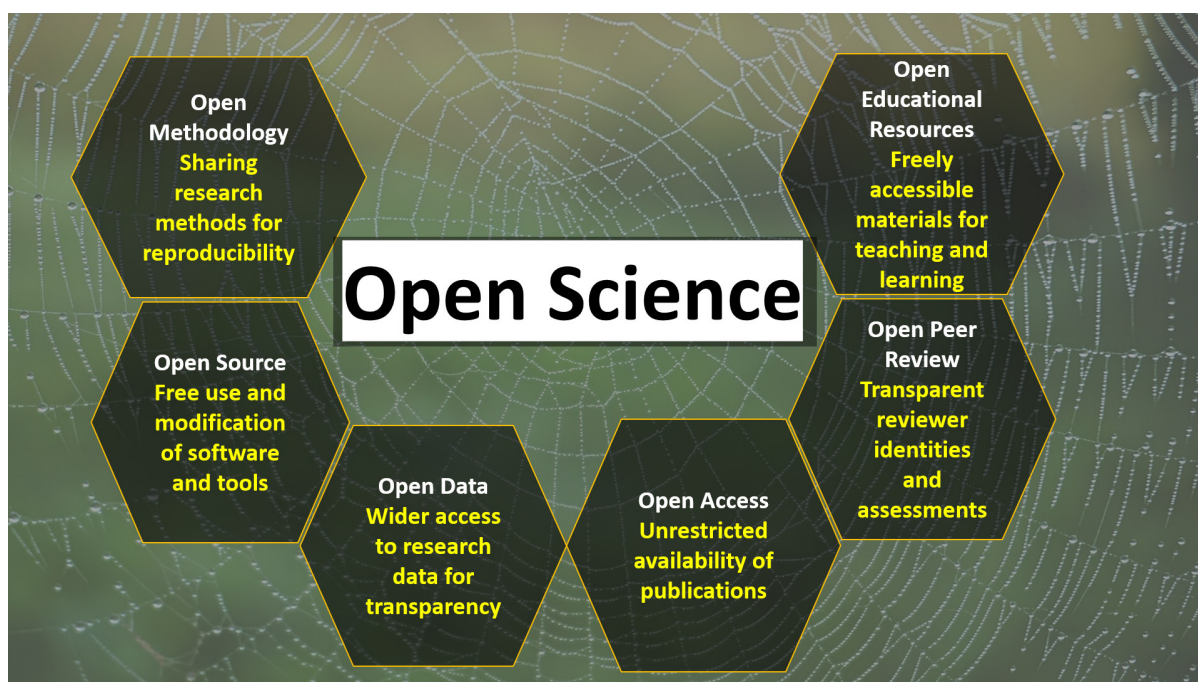 Open
Methodology
Sharing
research
methods for
reproducibility
Open Source
Free use and
modification
of software
and tools
Open Data
Wider access
to research
data for
transparency
Open Science
Open Access
Unrestricted
availability of
publications
Open Peer
Review
Transparent
reviewer
identities
and
assessments
Open
Educational
Resources
Freely
accessible
materials for
teaching and
learning